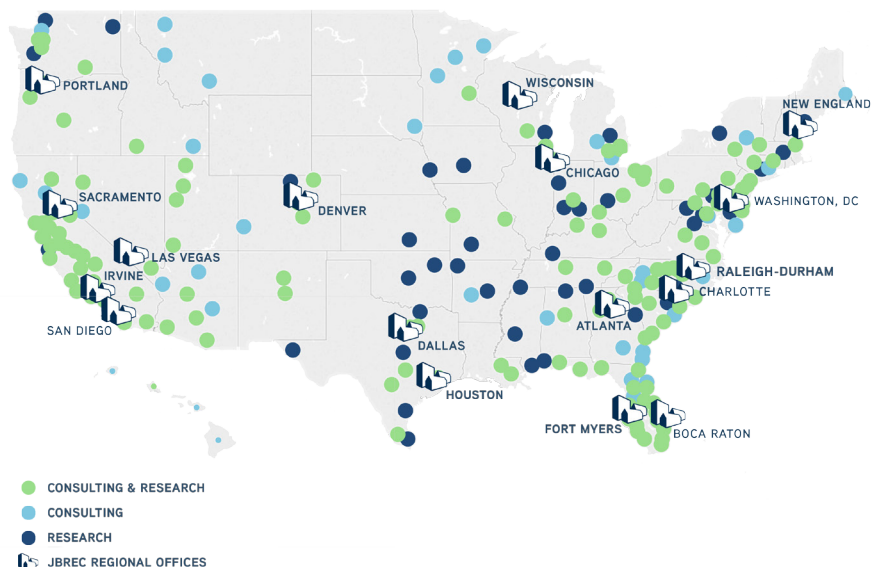 WISCONSIN
PORTLAND
NEW ENGLAND
CHICAGO
SACRAMENTO
WASHINGTON, DC
DENVER
LAS VEGAS
RALEIGH-DURHAM
IRVINE
CHARLOTTE
SAN DIEGO
ATLANTA
DALLAS
HOUSTON
FORT MYERS
BOCA RATON
CONSULTING & RESEARCH
CONSULTING
RESEARCH
JBREC REGIONAL OFFICES